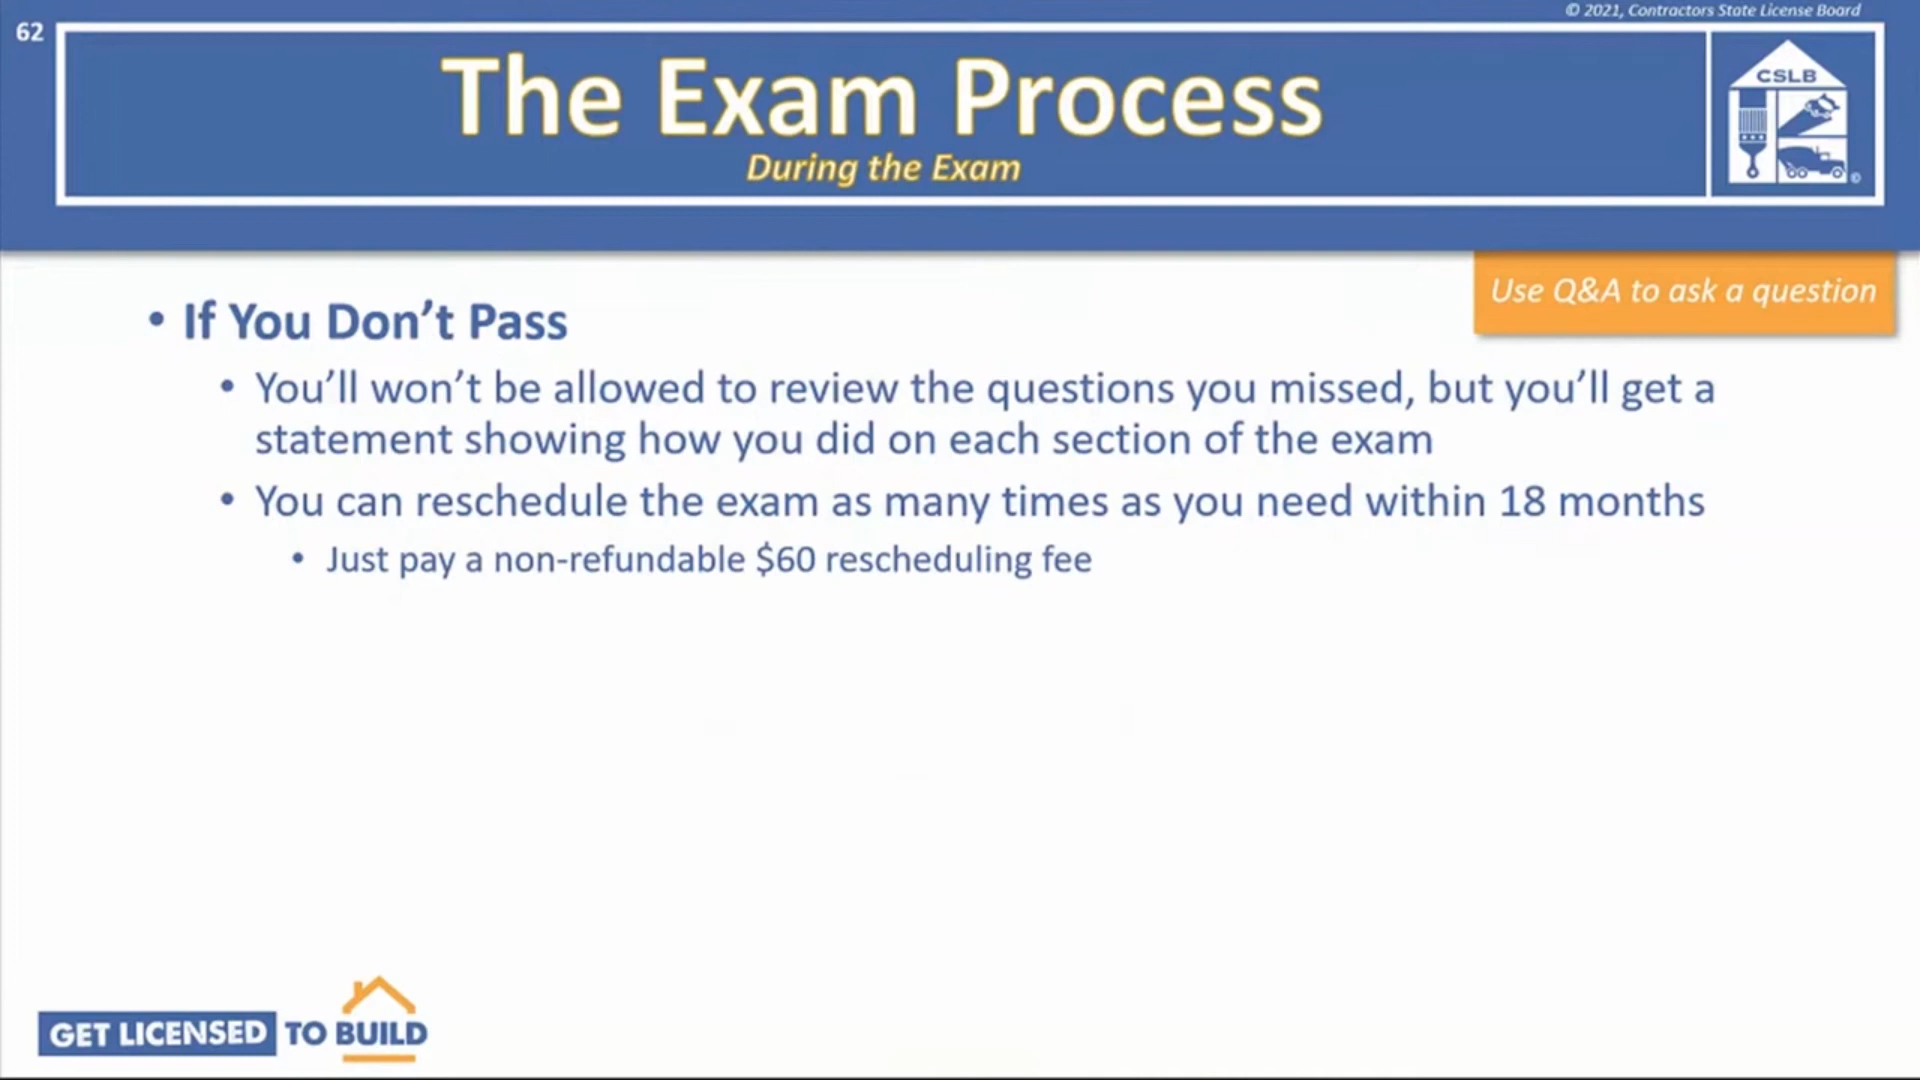 © 2021, Contractors State License Board
62
The Exam Process
During the Exam
CSLB
©
Use Q&A to ask a question
• If You Don’t Pass
• You’ll won’t be allowed to review the questions you missed, but you’ll get a
statement showing how you did on each section of the exam
• You can reschedule the exam as many times as you need within 18 months
• Just pay a non-refundable $60 rescheduling fee
GET LICENSED TO BUILD